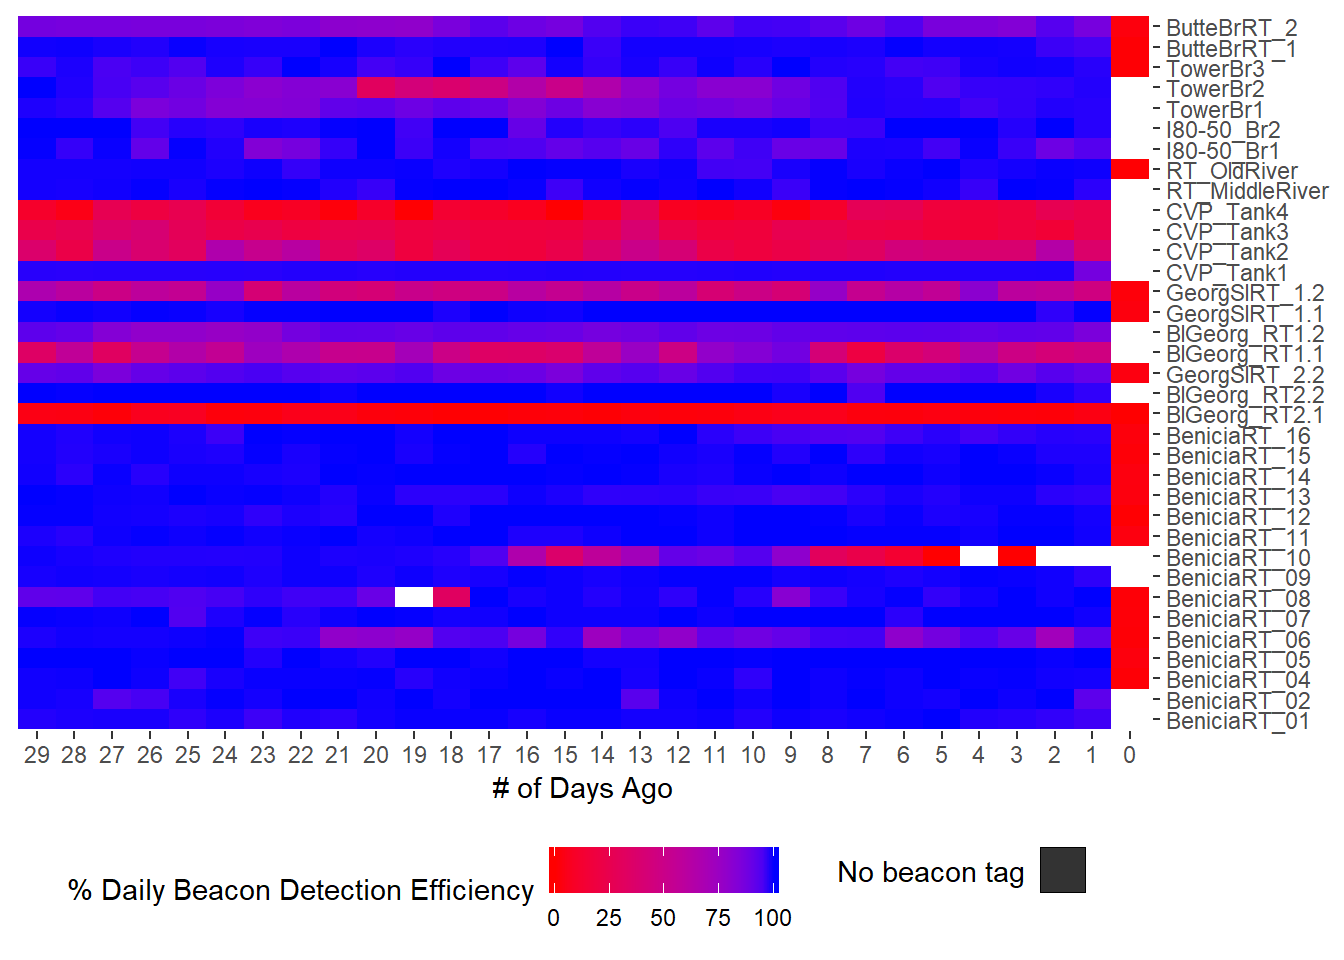 ButteBrRT_2
ButteBrRT_1
TowerBr3
TowerBr2
TowerBr1
I80-50_Br2
I80-50_Br1
RT_OldRiver
RT_MiddleRiver
CVP_Tank4
CVP_Tank3
CVP_Tank2
CVP_Tank1
GeorgSlRT_1.2
GeorgSlRT_1.1
BlGeorg_RT1.2
BlGeorg_RT1.1
GeorgSlRT_2.2
BlGeorg_RT2.2
BlGeorg_RT2.1
BeniciaRT_16
BeniciaRT_15
BeniciaRT_14
BeniciaRT_13
BeniciaRT_12
BeniciaRT_11
BeniciaRT_10
BeniciaRT_09
BeniciaRT_08
BeniciaRT_07
BeniciaRT_06
BeniciaRT_05
BeniciaRT_04
BeniciaRT_02
BeniciaRT_01
29 28 27 26 25 24 23 22 21 20 19 18 17 16 15 14 13 12 11 10 9 8 7 6 5 4 3 2 1 0
# of Days Ago
% Daily Beacon Detection Efficiency
0 25 50 75 100
No beacon tag